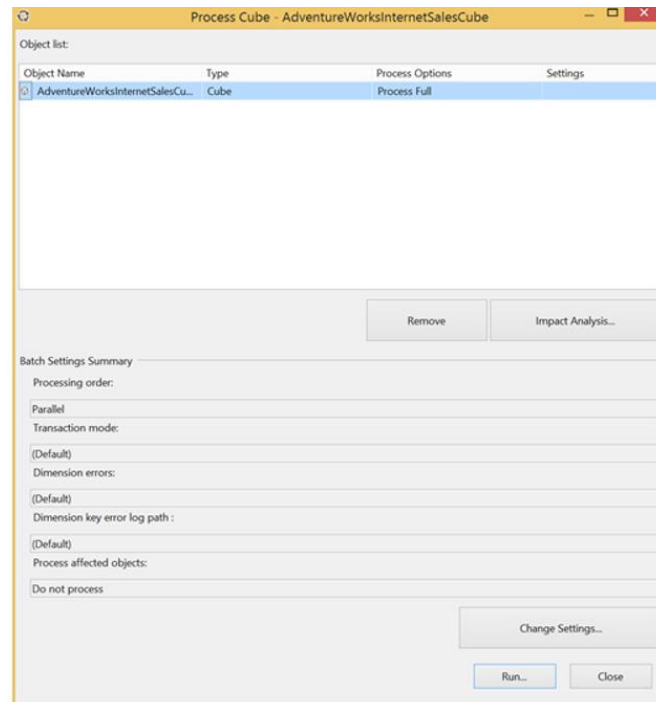 Process Cube - AdventureWorksInternetSalesCube
Object list:
Object Name Type Process Options Settings
AdventureWorksInternetSalesCu... Cube Process Full
Remove Impact Analysis...
Batch Settings Summary
Processing order:
Parallel
Transaction mode:
(Default)
Dimension errors:
(Default)
Dimension key error log path :
(Default)
Process affected objects:
Do not process
Change Settings...
Run... Close